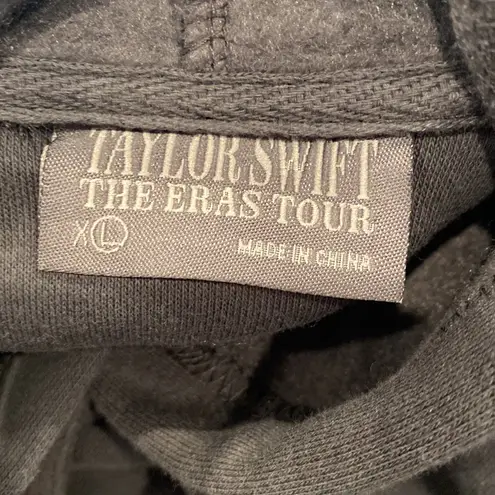 TAYLOR SWIFT
THE ERAS TOUR
XL
MADE IN CHINA